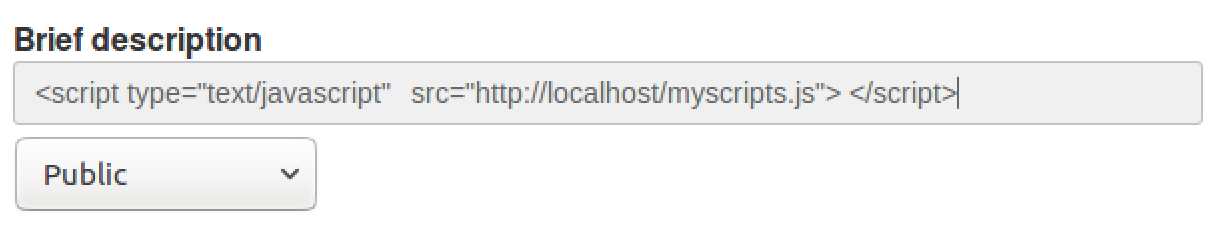 Brief description
<script type="text/javascript"  src="http://localhost/myscripts.js"> </script>
Public